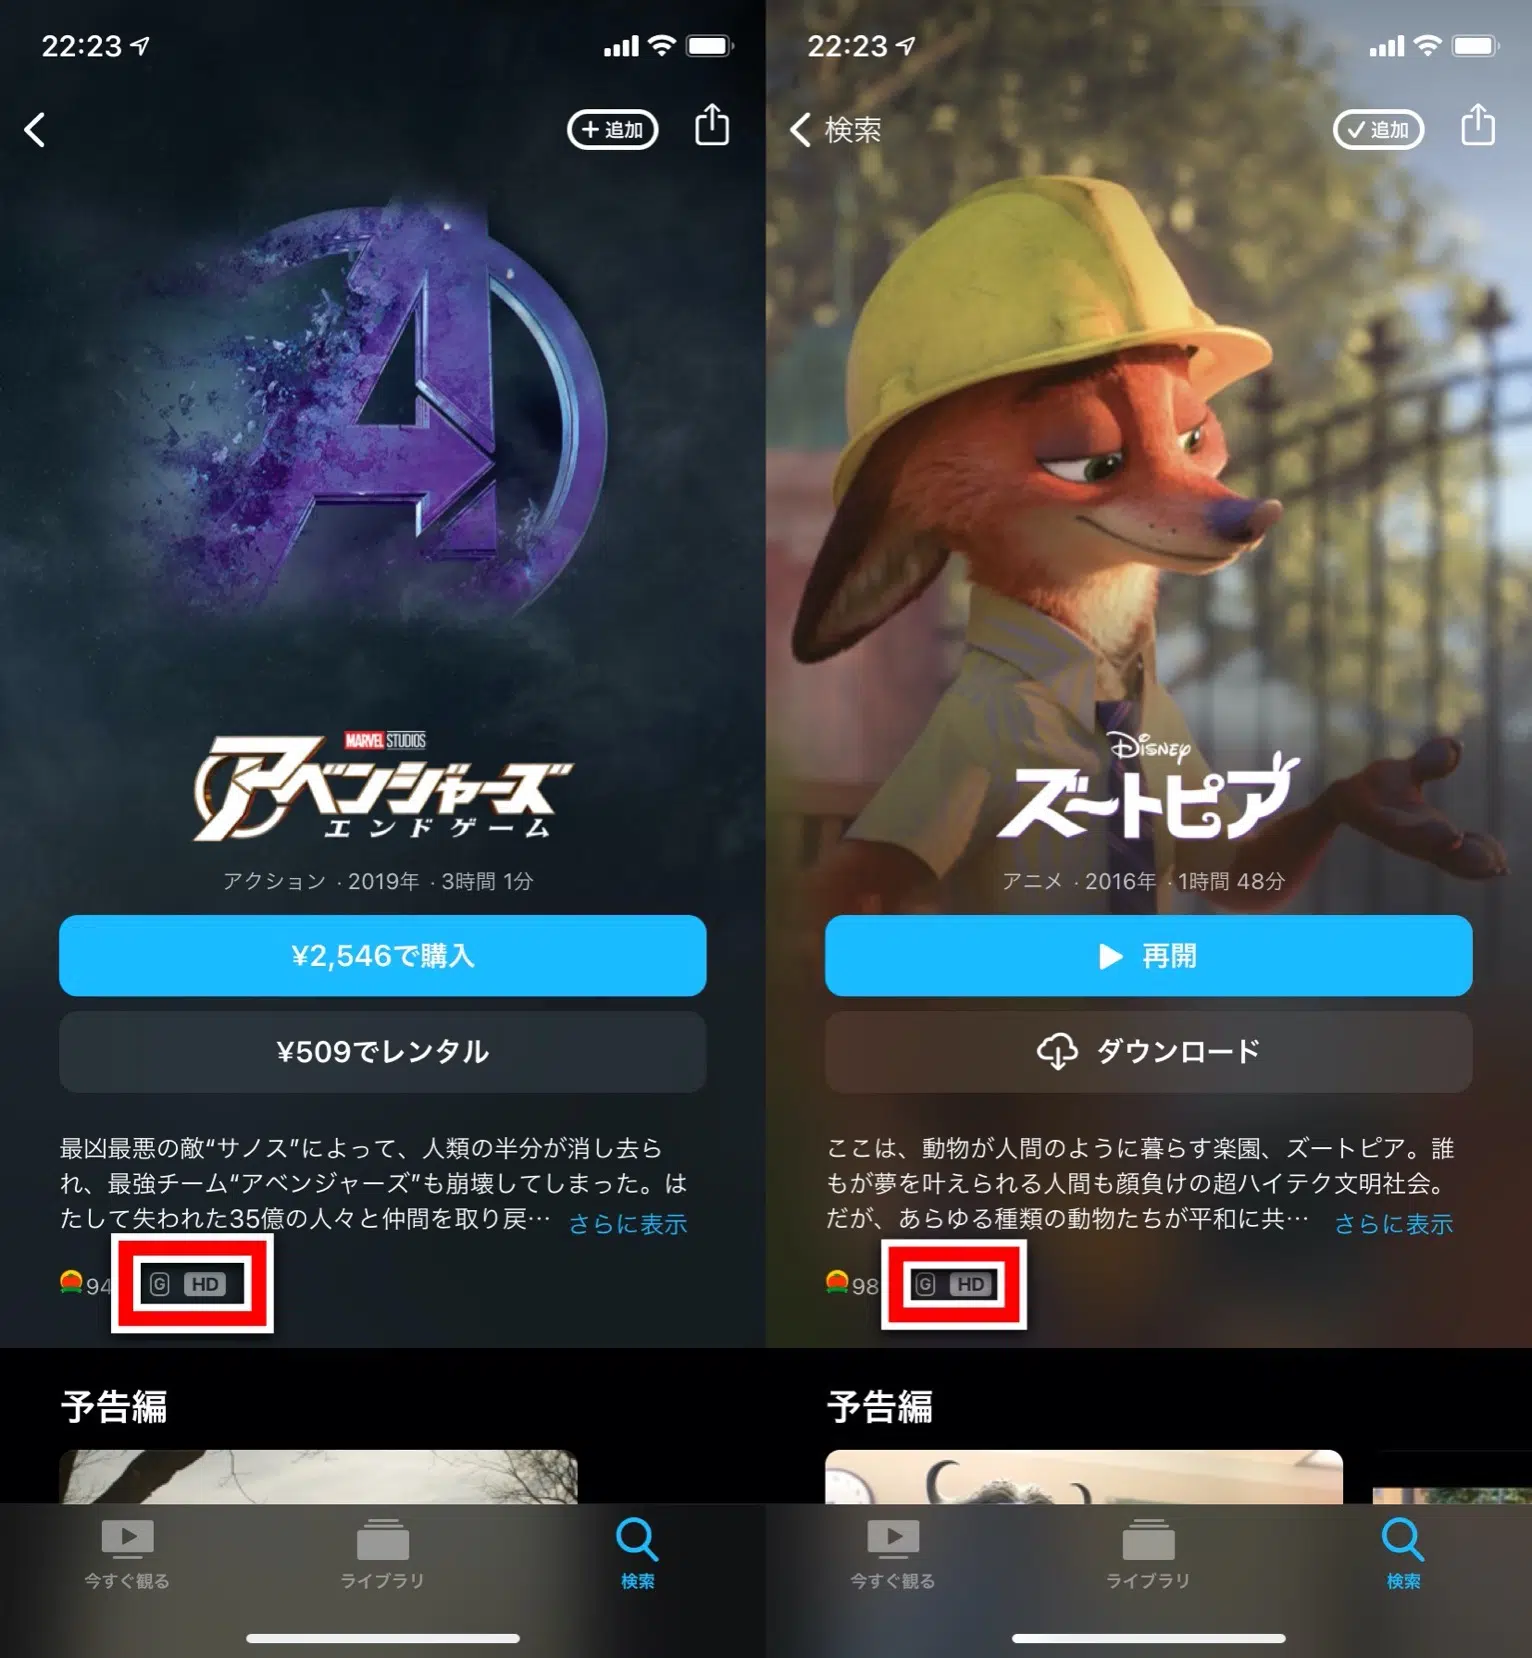 22:23
追加
MARVEL STUDIOS
アベンジャーズ
エンドゲーム
アクション · 2019年 · 3時間 1分
¥2,546で購入
¥509でレンタル
最凶最悪の敵“サノス”によって、人類の半分が消し去ら
れ、最強チーム“アベンジャーズ”も崩壊してしまった。は
たして失われた35億の人々と仲間を取り戻… さらに表示
94 G HD
予告編
今すぐ観る ライブラリ 検索
22:23
検索 追加
Disney
ズートピア
アニメ · 2016年 · 1時間 48分
再開
ダウンロード
ここは、動物が人間のように暮らす楽園、ズートピア。誰
もが夢を叶えられる人間も顔負けの超ハイテク文明社会。
だが、あらゆる種類の動物たちが平和に共… さらに表示
98 G HD
予告編
今すぐ観る ライブラリ 検索